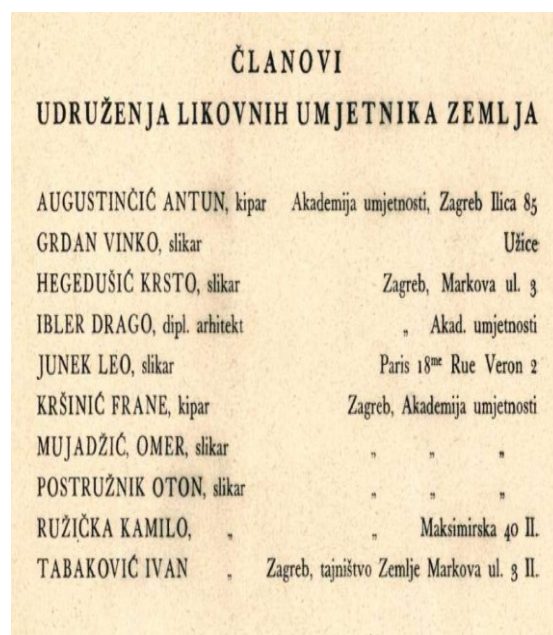 ČLANOVI
UDRUŽENJA LIKOVNIH UMJETNIKA ZEMLJA
AUGUSTINČIĆ ANTUN, kipar Akademija umjetnosti, Zagreb Ilica 85
GRDAN VINKO, slikar Užice
HEGEDUŠIĆ KRSTO, slikar Zagreb, Markova ul. 3
IBLER DRAGO, dipl. arhitekt „ Akad. umjetnosti
JUNEK LEO, slikar Paris 18me Rue Veron 2
KRŠINIĆ FRANE, kipar Zagreb, Akademija umjetnosti
MUJADŽIĆ, OMER, slikar „ „ „
POSTRUŽNIK OTON, slikar „ „ „
RUŽIČKA KAMILO, „ „ Maksimirska 40 II.
TABAKOVIĆ IVAN „ Zagreb, tajništvo Zemlje Markova ul. 3 II.